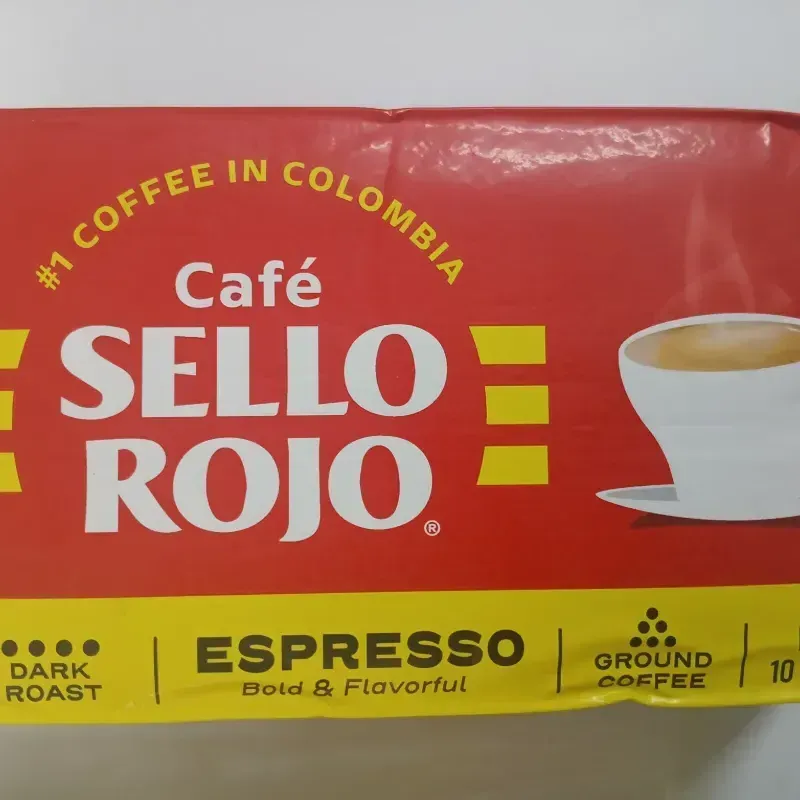 #1 COFFEE IN COLOMBIA
Café
SELLO
ROJO®
DARK
ROAST
ESPRESSO
Bold & Flavorful
GROUND
COFFEE
10